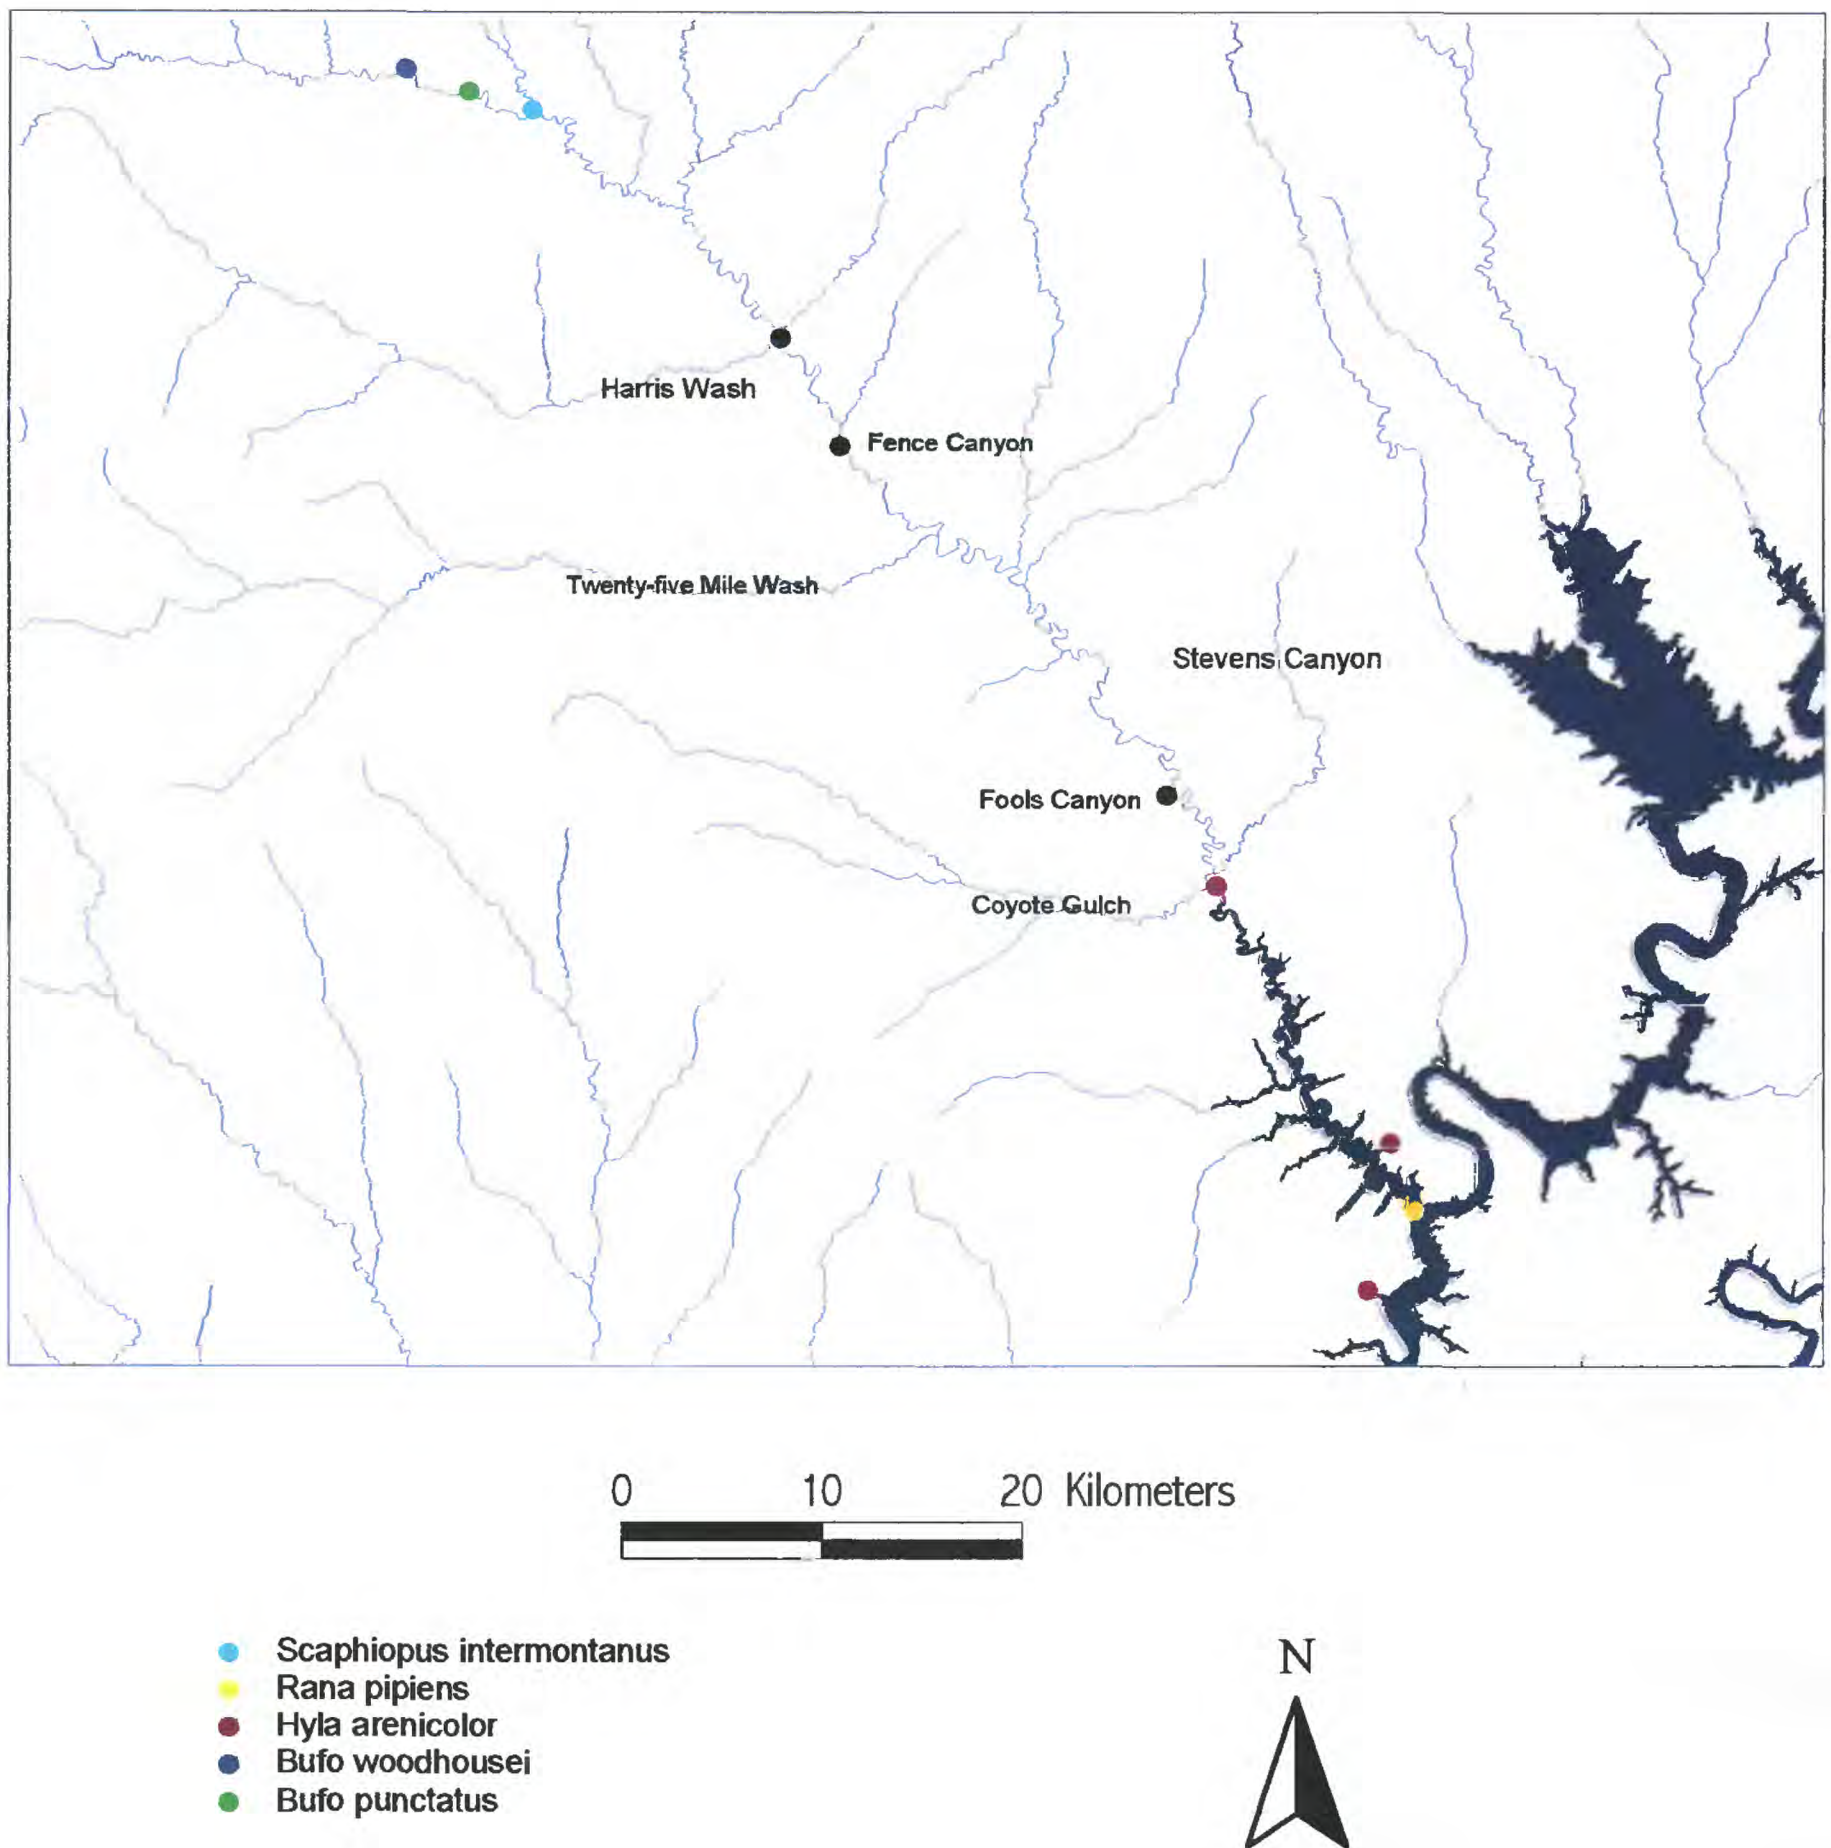 Harris Wash
Fence Canyon
Twenty-five Mile Wash
Stevens Canyon
Fools Canyon
Coyote Gulch
0 10 20 Kilometers
Scaphiopus intermontanus
Rana pipiens
Hyla arenicolor
Bufo woodhousei
Bufo punctatus
N